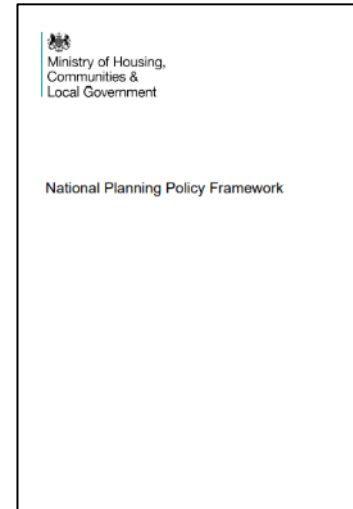 Ministry of Housing,
Communities &
Local Government
National Planning Policy Framework